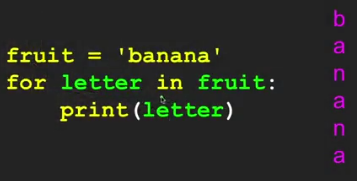 fruit = 'banana'
for letter in fruit:
    print(letter)
b
a
n
a
n
a